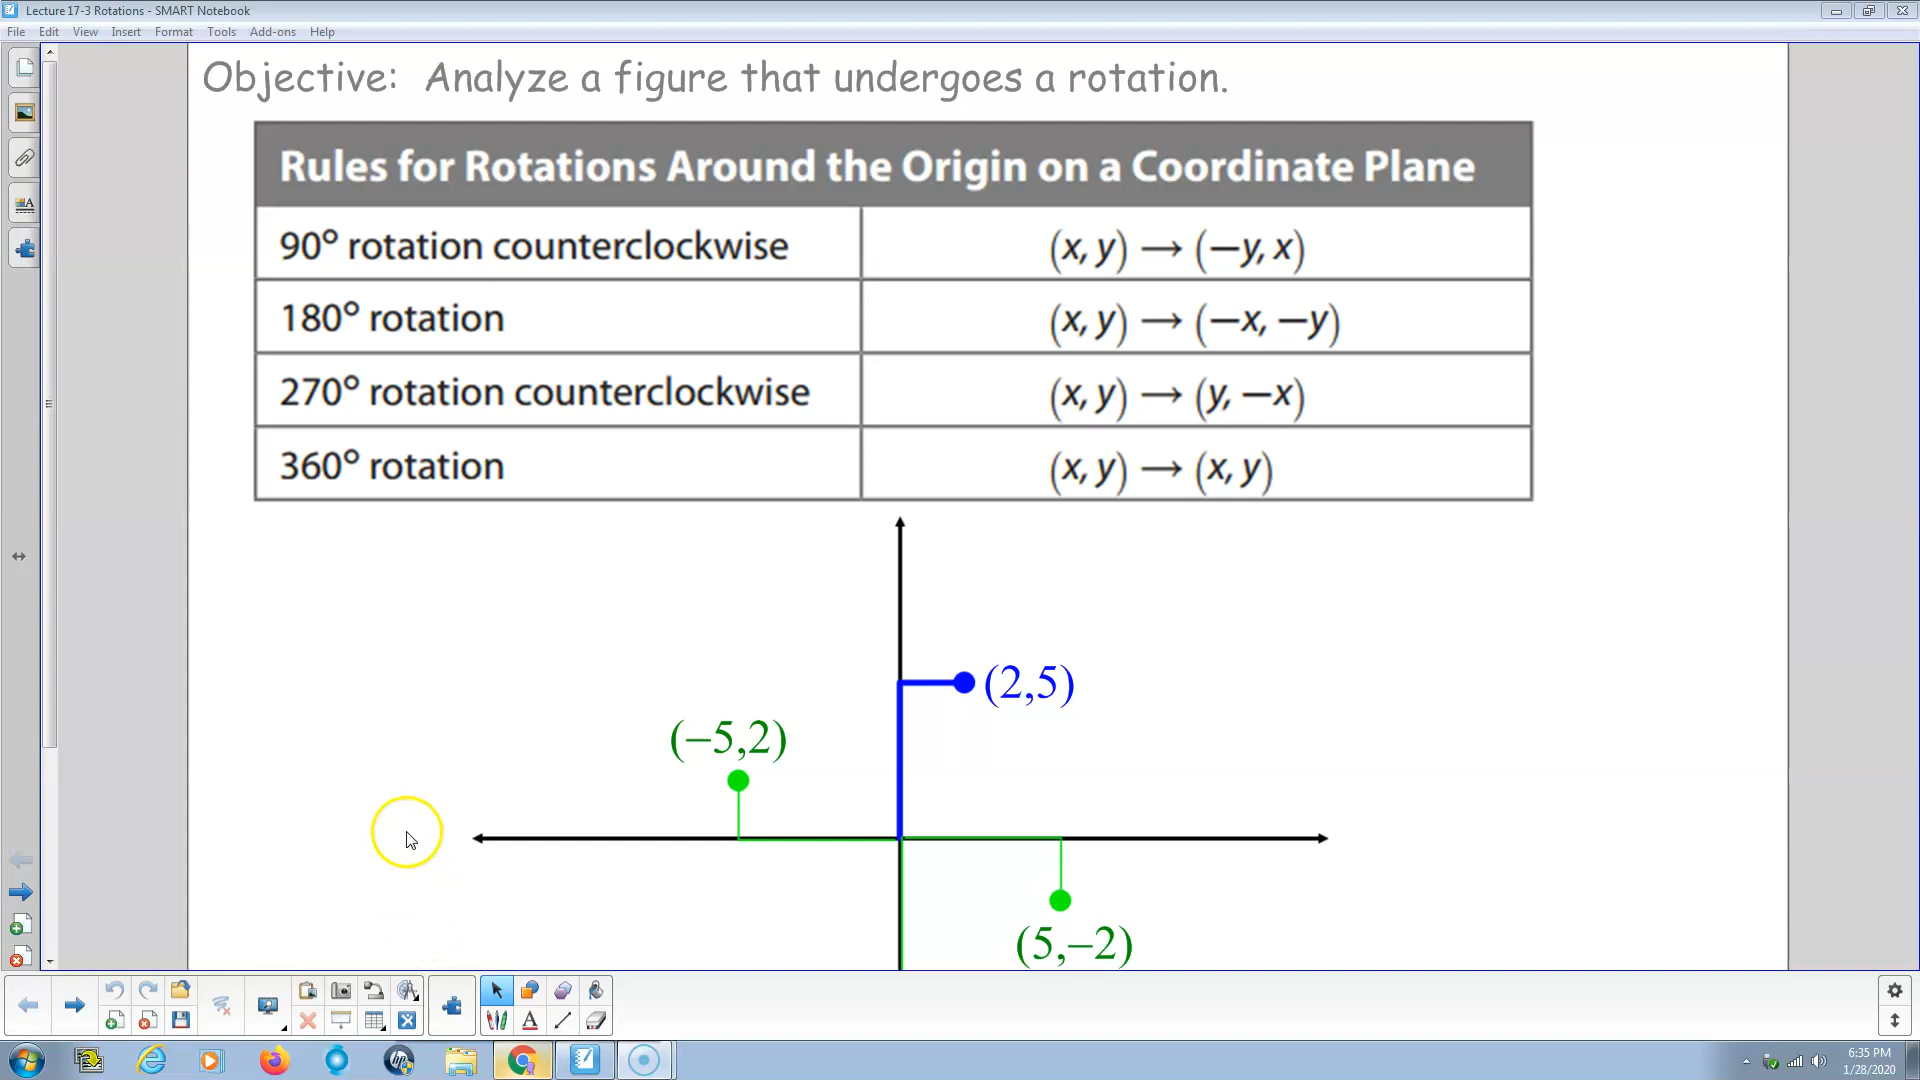 Lecture 17-3 Rotations - SMART Notebook
File Edit View Insert Format Tools Add-ons Help
Objective: Analyze a figure that undergoes a rotation.
Rules for Rotations Around the Origin on a Coordinate Plane
90° rotation counterclockwise (x, y) → (−y, x)
180° rotation (x, y) → (−x, −y)
270° rotation counterclockwise (x, y) → (y, −x)
360° rotation (x, y) → (x, y)
(2,5)
(−5,2)
(5,−2)
6:35 PM
1/28/2020